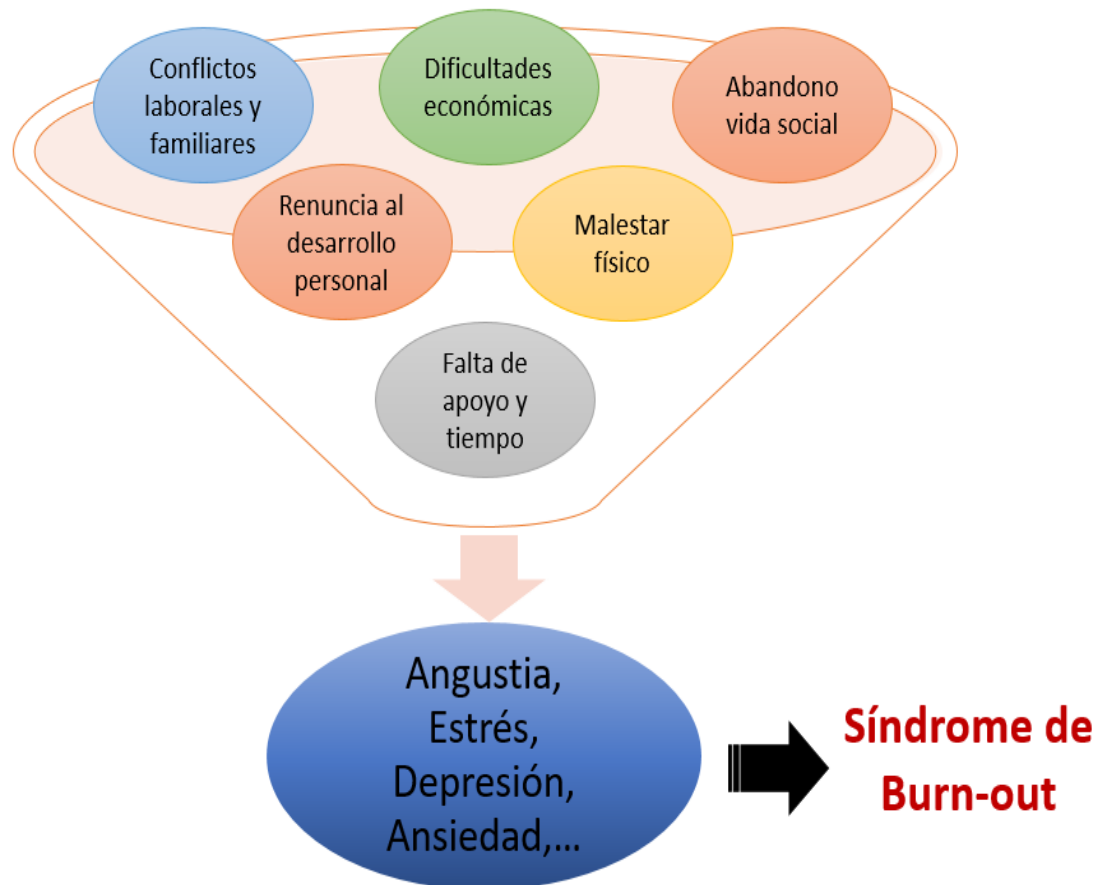 Conflictos
laborales y
familiares
Dificultades
económicas
Abandono
vida social
Renuncia al
desarrollo
personal
Malestar
físico
Falta de
apoyo y
tiempo
Angustia,
Estrés,
Depresión,
Ansiedad,...
Síndrome de
Burn-out